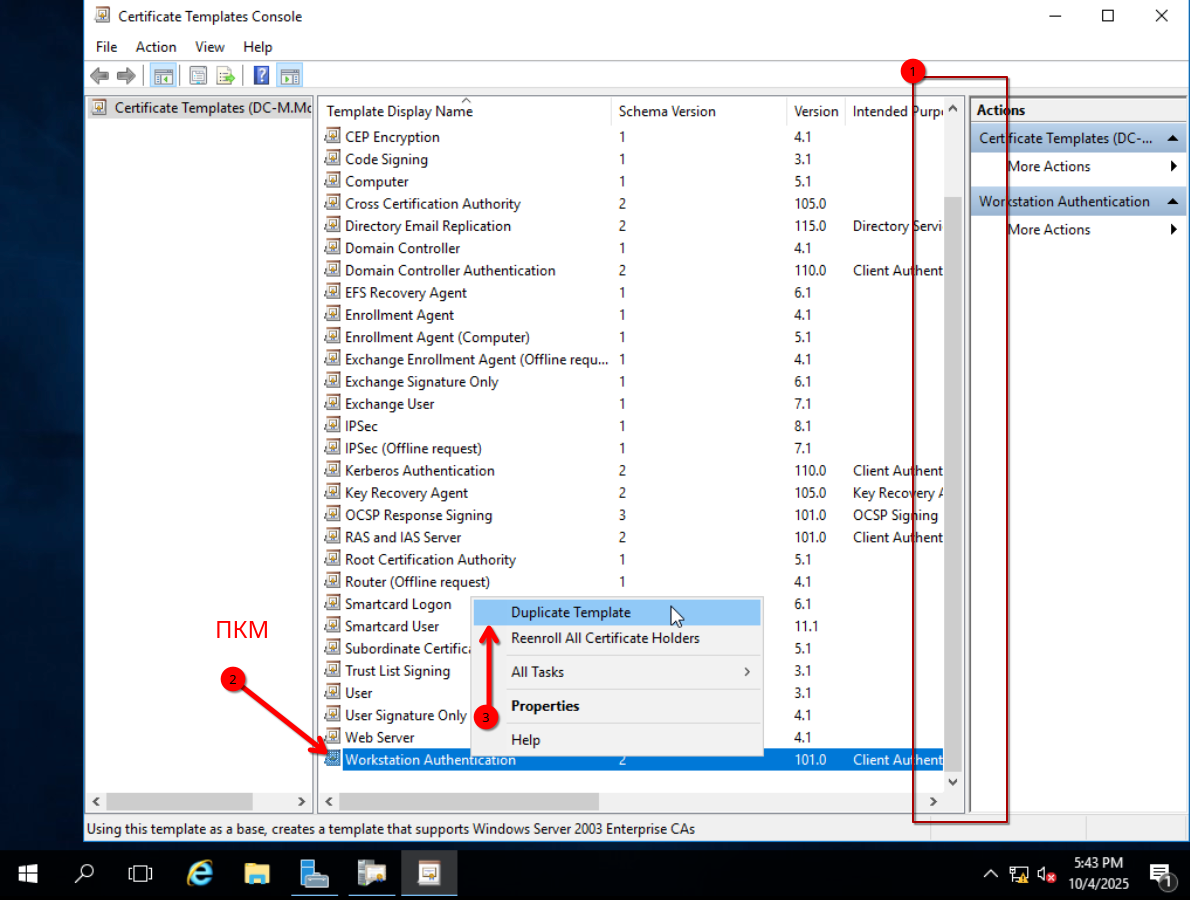 Certificate Templates Console
File Action View Help
1
Certificate Templates (DC-M.Mc
Template Display Name Schema Version Version Intended Purp
Actions
CEP Encryption 1 4.1
Certificate Templates (DC-...
Code Signing 1 3.1
More Actions
Computer 1 5.1
Cross Certification Authority 2 105.0
Workstation Authentication
Directory Email Replication 2 115.0 Directory Servi
More Actions
Domain Controller 1 4.1
Domain Controller Authentication 2 110.0 Client Authent
EFS Recovery Agent 1 6.1
Enrollment Agent 1 4.1
Enrollment Agent (Computer) 1 5.1
Exchange Enrollment Agent (Offline requ... 1 4.1
Exchange Signature Only 1 6.1
Exchange User 1 7.1
IPSec 1 8.1
IPSec (Offline request) 1 7.1
Kerberos Authentication 2 110.0 Client Authent
Key Recovery Agent 2 105.0 Key Recovery A
OCSP Response Signing 3 101.0 OCSP Signing
RAS and IAS Server 2 101.0 Client Authent
Root Certification Authority 1 5.1
Router (Offline request) 1 4.1
Smartcard Logon 6.1
Duplicate Template
Smartcard User 11.1
ПКМ
Reenroll All Certificate Holders
Subordinate Certifica 5.1
Trust List Signing 3.1
All Tasks
2
User 3.1
Properties
User Signature Only 4.1
3
Web Server 4.1
Help
Workstation Authentication 2 101.0 Client Authent
Using this template as a base, creates a template that supports Windows Server 2003 Enterprise CAs
5:43 PM
10/4/2025
1